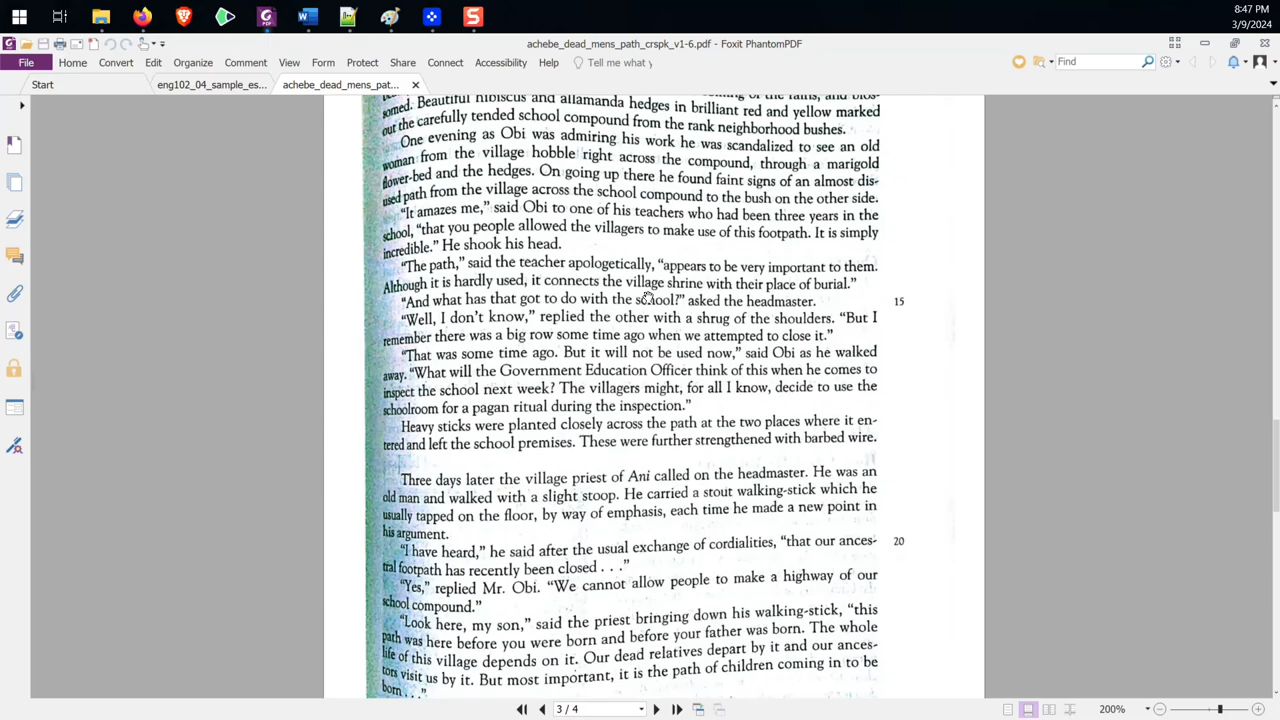 8:47 PM
3/9/2024
achebe_dead_mens_path_crspk_v1-6.pdf - Foxit PhantomPDF
File Home Convert Edit Organize Comment View Form Protect Share Connect Accessibility Help Tell me Find
Start eng102_04_sample_es... achebe_dead_mens_pat...
of the rains, and blos-
somed. Beautiful hibiscus and allamanda hedges in brilliant red and yellow marked
out the carefully tended school compound from the rank neighborhood bushes.
One evening as Obi was admiring his work he was scandalized to see an old
woman from the village hobble right across the compound, through a marigold
flower-bed and the hedges. On going up there he found faint signs of an almost dis-
used path from the village across the school compound to the bush on the other side.
“It amazes me,” said Obi to one of his teachers who had been three years in the
school, “that you people allowed the villagers to make use of this footpath. It is simply
incredible.” He shook his head.
“The path,” said the teacher apologetically, “appears to be very important to them.
Although it is hardly used, it connects the village shrine with their place of burial.”
“And what has that got to do with the school?” asked the headmaster. 15
“Well, I don’t know,” replied the other with a shrug of the shoulders. “But I
remember there was a big row some time ago when we attempted to close it.”
“That was some time ago. But it will not be used now,” said Obi as he walked
away. “What will the Government Education Officer think of this when he comes to
inspect the school next week? The villagers might, for all I know, decide to use the
schoolroom for a pagan ritual during the inspection.”
Heavy sticks were planted closely across the path at the two places where it en-
tered and left the school premises. These were further strengthened with barbed wire.
Three days later the village priest of Ani called on the headmaster. He was an
old man and walked with a slight stoop. He carried a stout walking-stick which he
usually tapped on the floor, by way of emphasis, each time he made a new point in
his argument.
“I have heard,” he said after the usual exchange of cordialities, “that our ances- 20
tral footpath has recently been closed . . .”
“Yes,” replied Mr. Obi. “We cannot allow people to make a highway of our
school compound.”
“Look here, my son,” said the priest bringing down his walking-stick, “this
path was here before you were born and before your father was born. The whole
life of this village depends on it. Our dead relatives depart by it and our ances-
tors visit us by it. But most important, it is the path of children coming in to be
born . . .”
3 / 4
200%